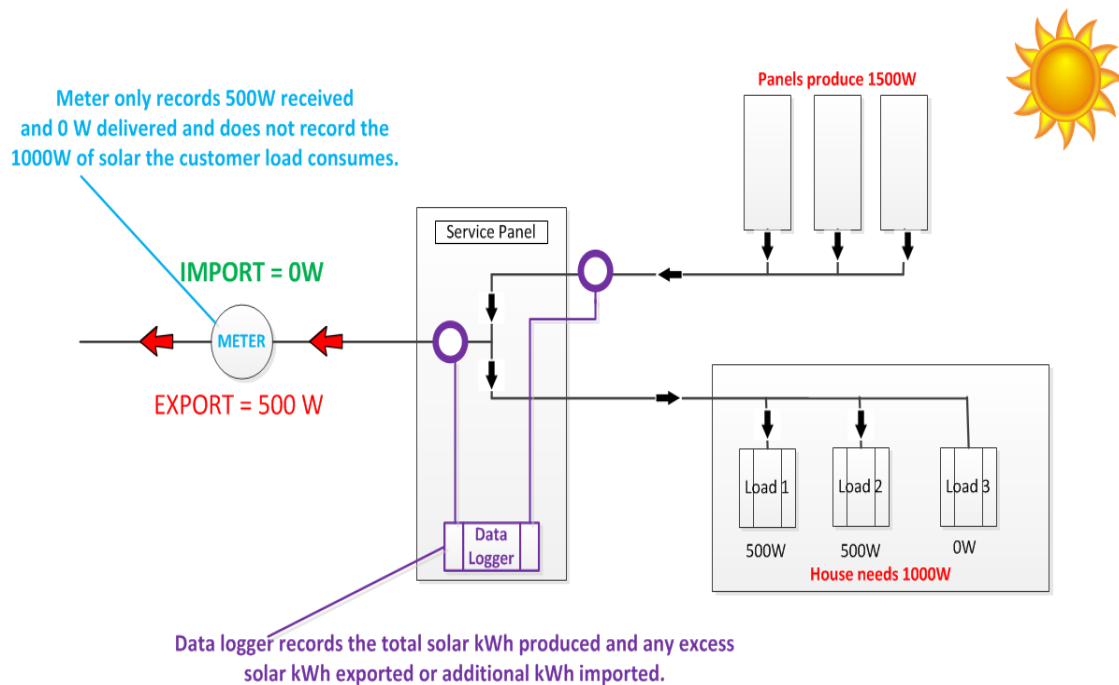 Panels produce 1500W
Meter only records 500W received
and 0 W delivered and does not record the
1000W of solar the customer load consumes.
Service Panel
IMPORT = 0W
METER
EXPORT = 500 W
Load 1
Load 2
Load 3
500W
500W
0W
House needs 1000W
Data
Logger
Data logger records the total solar kWh produced and any excess
solar kWh exported or additional kWh imported.